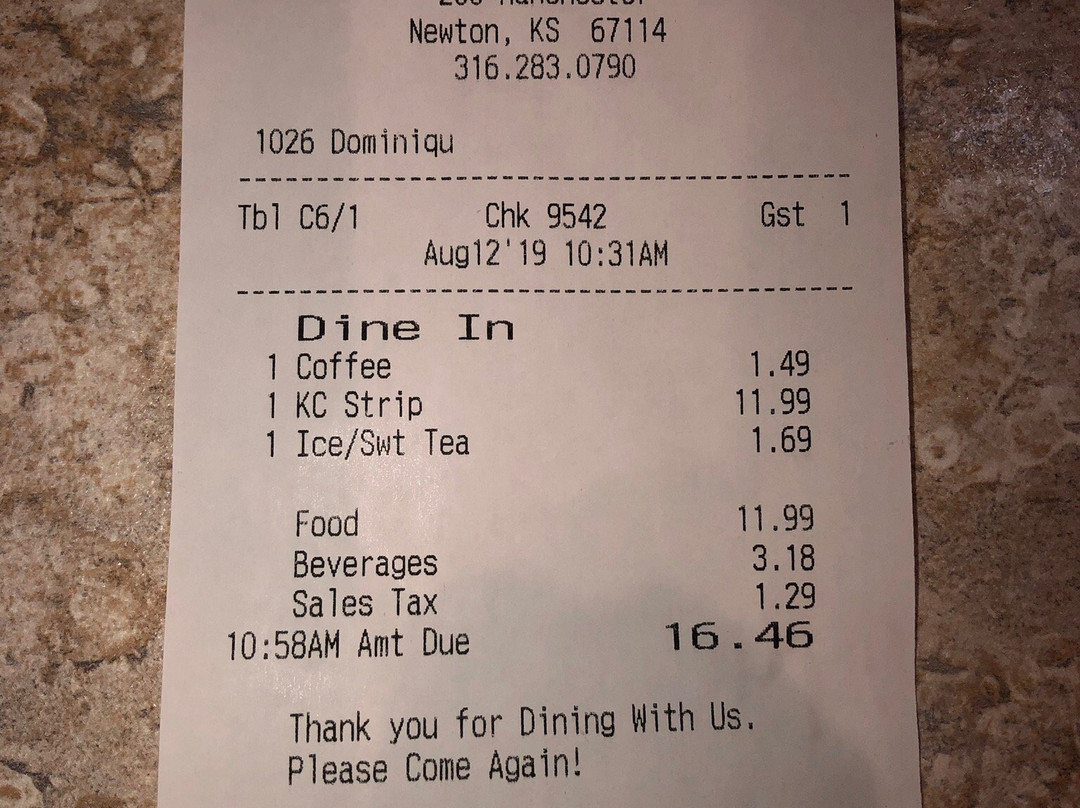 Newton, KS 67114
316.283.0790
1026 Dominiqu
Tbl C6/1 Chk 9542 Gst 1
Aug12'19 10:31AM
Dine In
1 Coffee 1.49
1 KC Strip 11.99
1 Ice/Swt Tea 1.69
Food 11.99
Beverages 3.18
Sales Tax 1.29
10:58AM Amt Due 16.46
Thank you for Dining With Us.
Please Come Again!